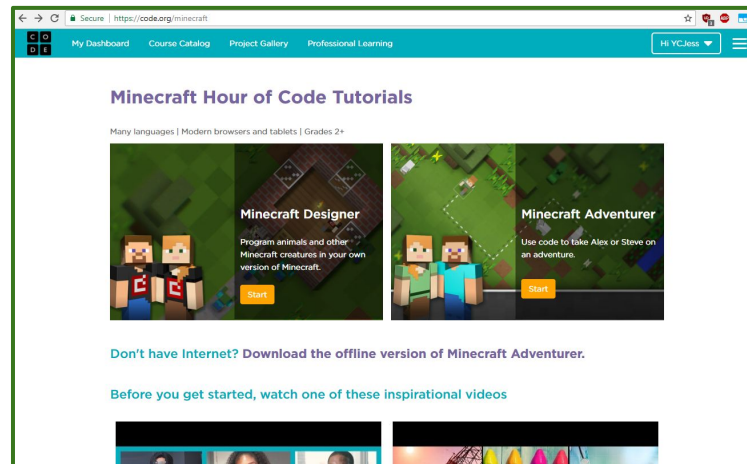 Secure | https://code.org/minecraft
C O
D E
My Dashboard Course Catalog Project Gallery Professional Learning
Hi YCJess
Minecraft Hour of Code Tutorials
Many languages | Modern browsers and tablets | Grades 2+
Minecraft Designer
Program animals and other
Minecraft creatures in your own
version of Minecraft.
Start
Minecraft Adventurer
Use code to take Alex or Steve on
an adventure.
Start
Don't have Internet? Download the offline version of Minecraft Adventurer.
Before you get started, watch one of these inspirational videos